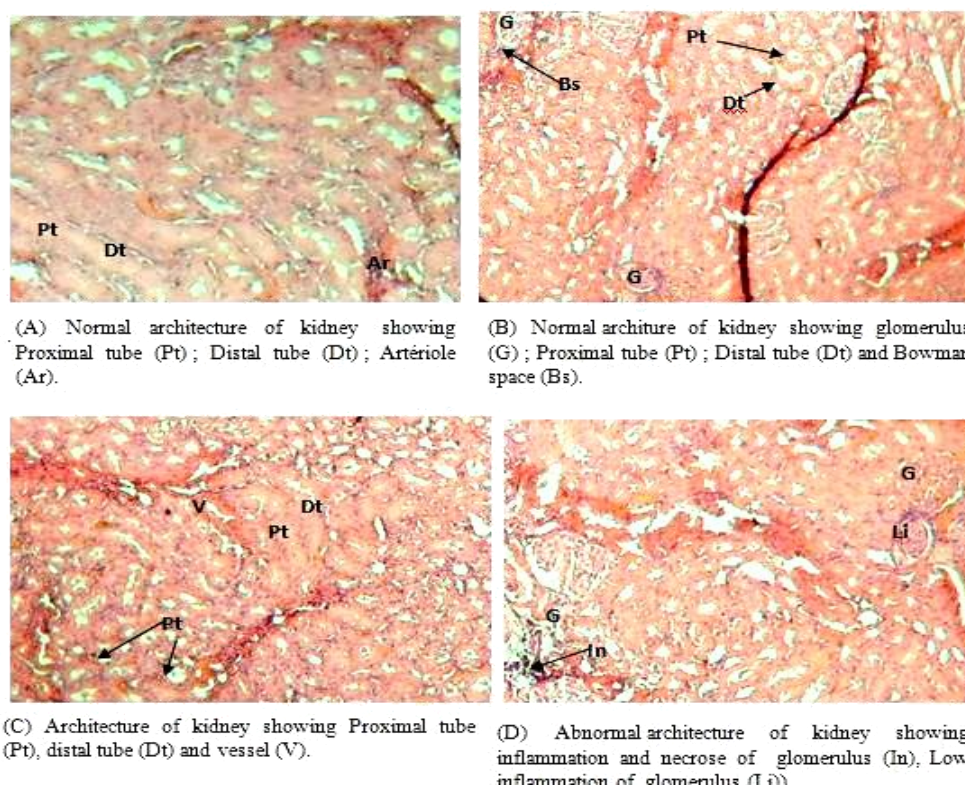 G
Pt
Bs
Dt
Pt
Dt
Ar
G
(A) Normal architecture of kidney showing
Proximal tube (Pt) ; Distal tube (Dt) ; Artériole
(Ar).
(B) Normal architure of kidney showing glomerulus
(G) ; Proximal tube (Pt) ; Distal tube (Dt) and Bowman
space (Bs).
V
Dt
Pt
Pt
G
Li
G
In
(C) Architecture of kidney showing Proximal tube
(Pt), distal tube (Dt) and vessel (V).
(D) Abnormal architecture of kidney showing
inflammation and necrose of glomerulus (In), Low
inflammation of glomerulus (Li))